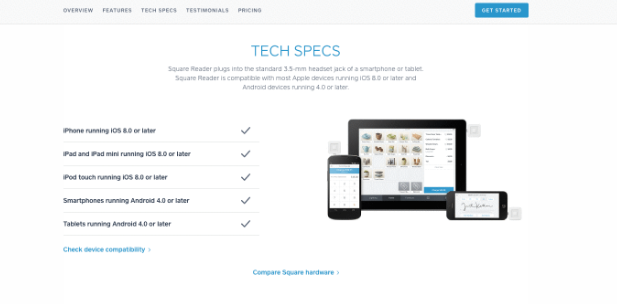 OVERVIEW FEATURES TECH SPECS TESTIMONIALS PRICING GET STARTED
TECH SPECS
Square Reader plugs into the standard 3.5-mm headset jack of a smartphone or tablet.
Square Reader is compatible with most Apple devices running iOS 8.0 or later and
Android devices running 4.0 or later.
iPhone running iOS 8.0 or later
iPad and iPad mini running iOS 8.0 or later
iPod touch running iOS 8.0 or later
Smartphones running Android 4.0 or later
Tablets running Android 4.0 or later
Check device compatibility ›
Compare Square hardware ›